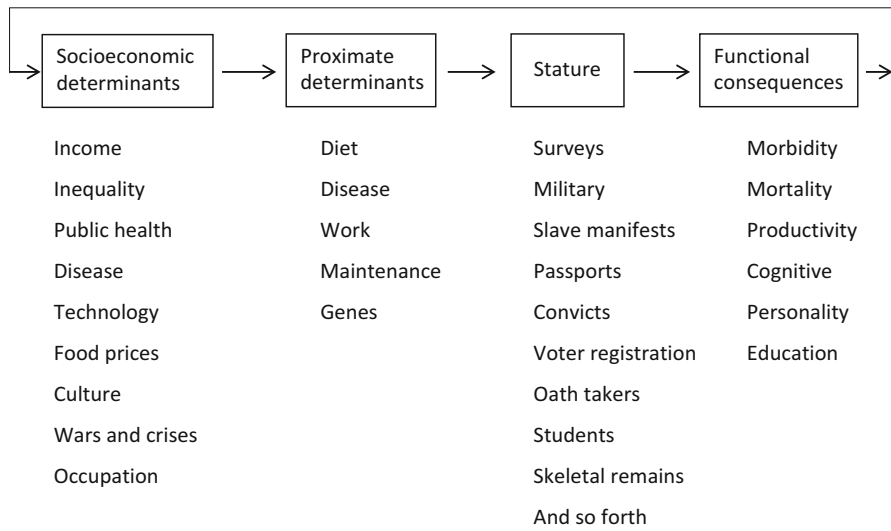 Socioeconomic
determinants
Proximate
determinants
Stature
Functional
consequences
Income
Inequality
Public health
Disease
Technology
Food prices
Culture
Wars and crises
Occupation
Diet
Disease
Work
Maintenance
Genes
Surveys
Military
Slave manifests
Passports
Convicts
Voter registration
Oath takers
Students
Skeletal remains
And so forth
Morbidity
Mortality
Productivity
Cognitive
Personality
Education